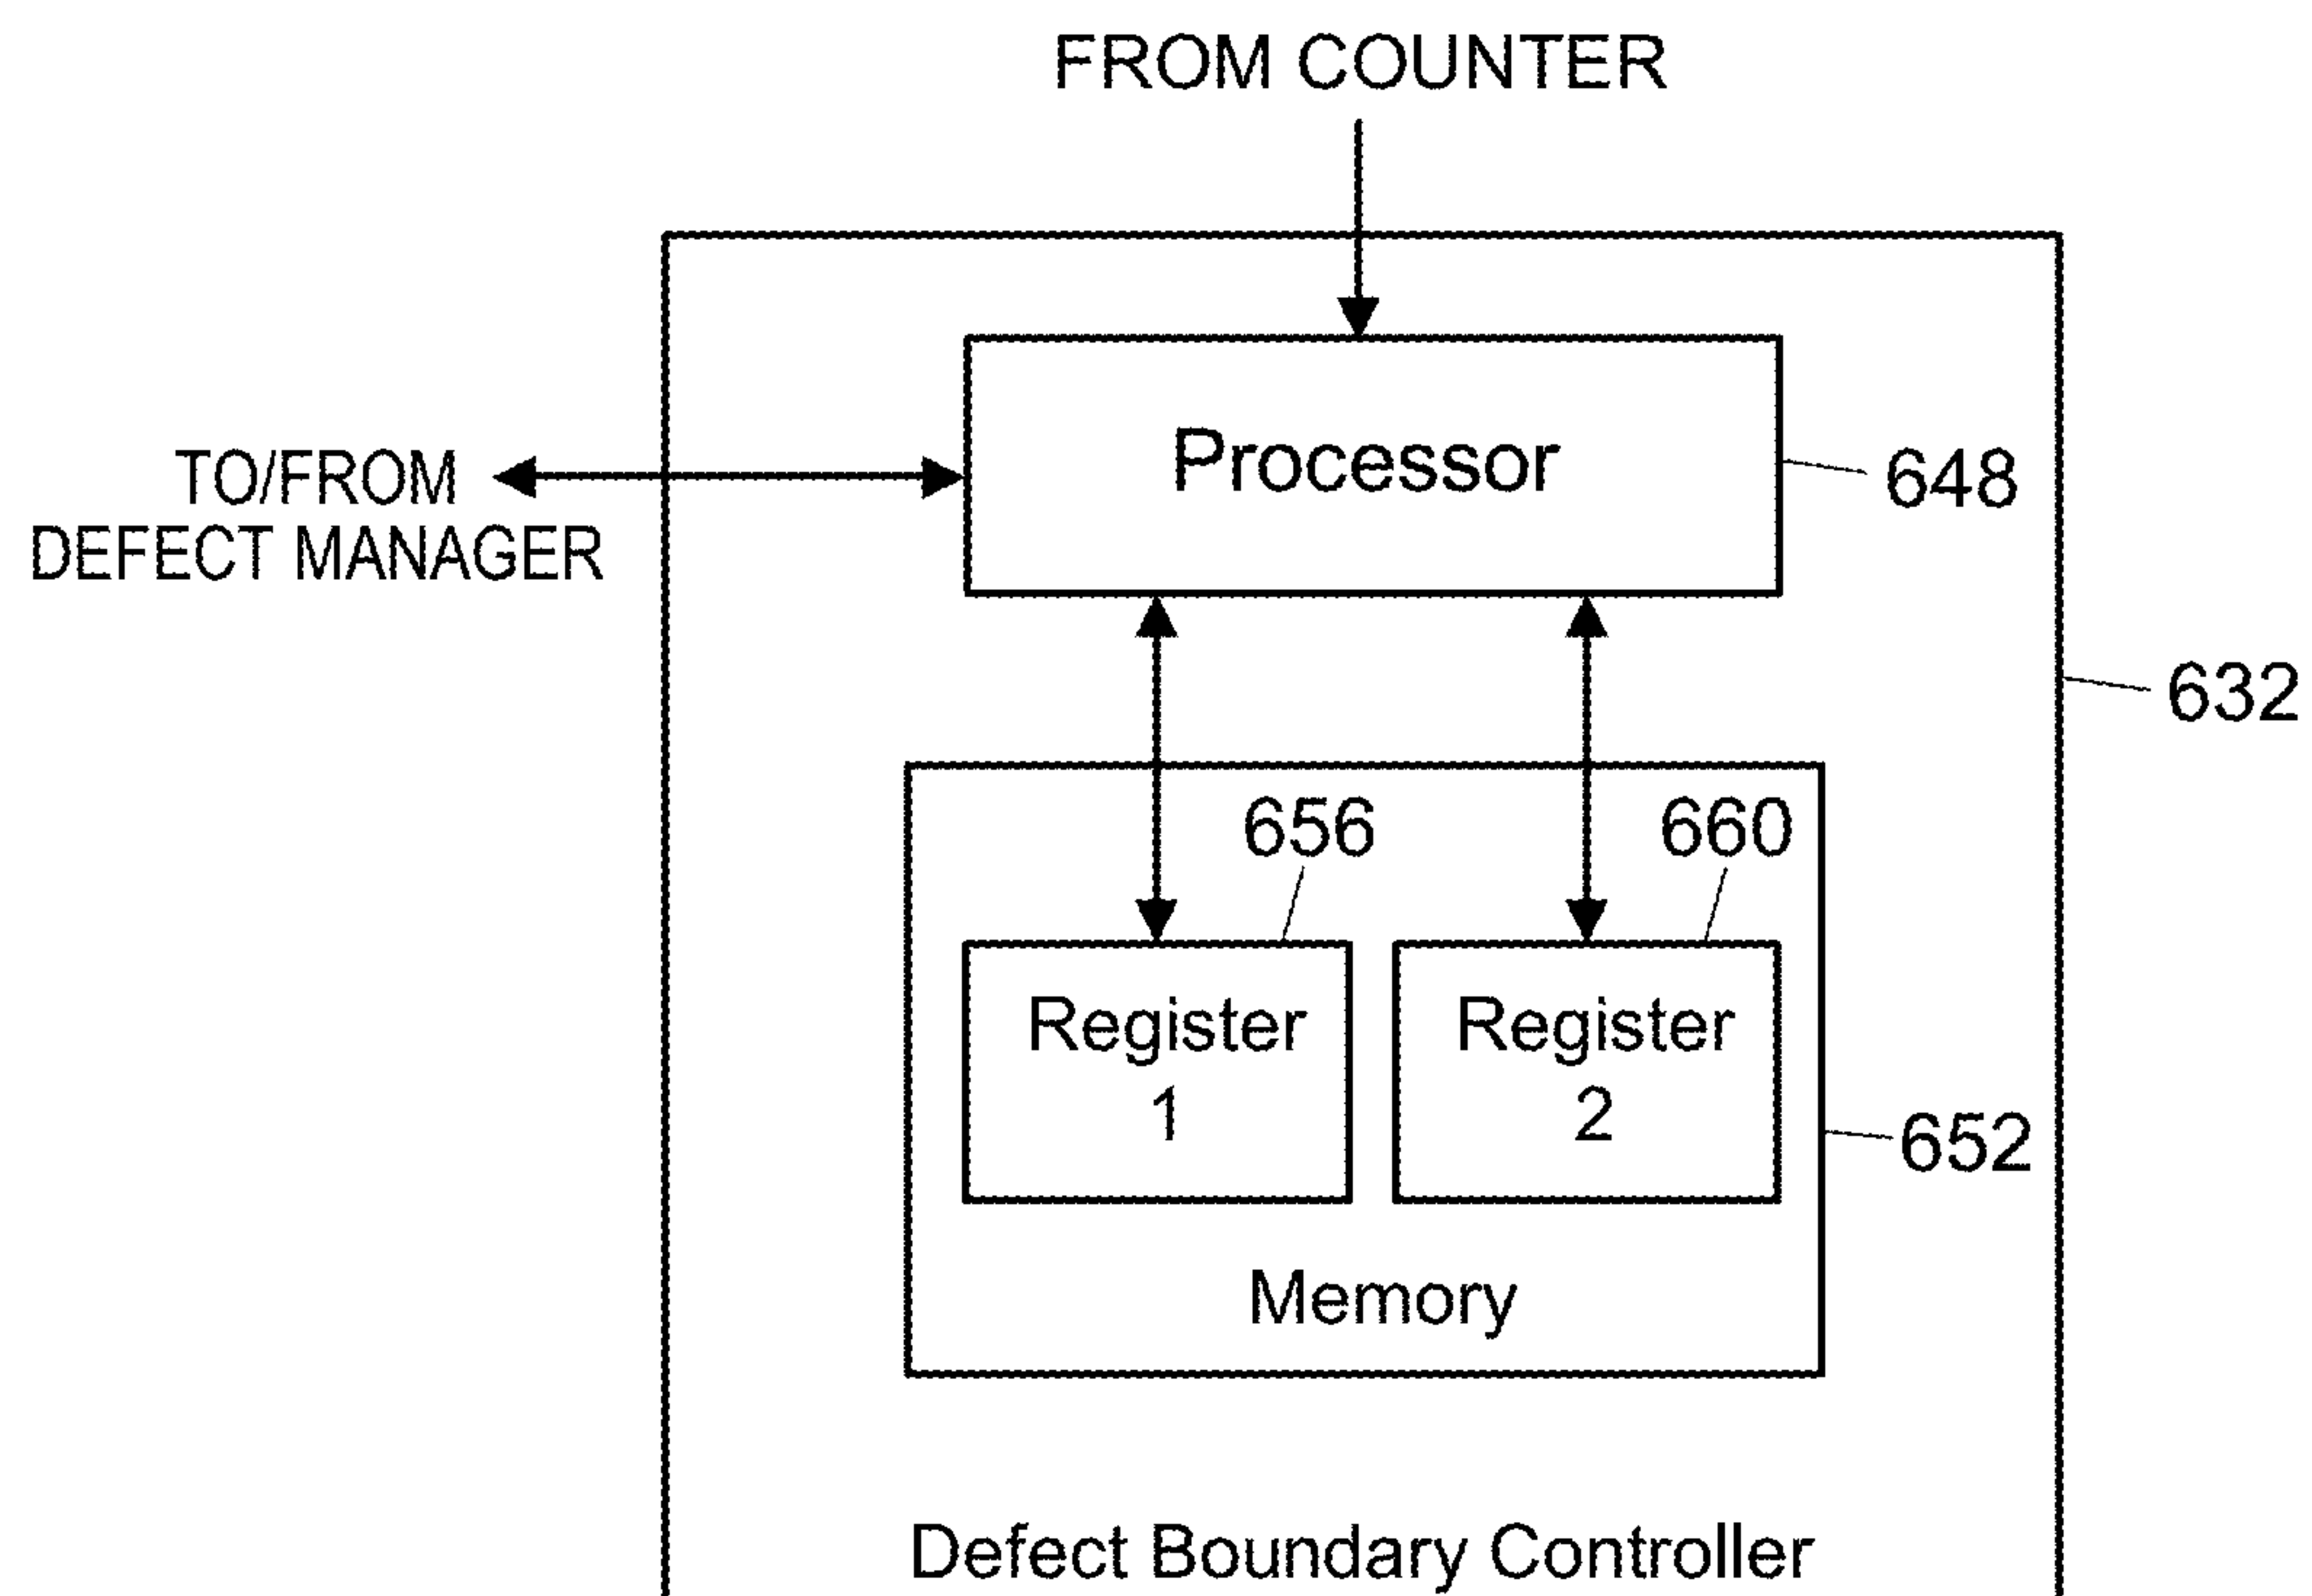 FROM COUNTER
Processor
TO/FROM
DEFECT MANAGER
648
632
656
660
Register
1
Register
2
652
Memory
Defect Boundary Controller